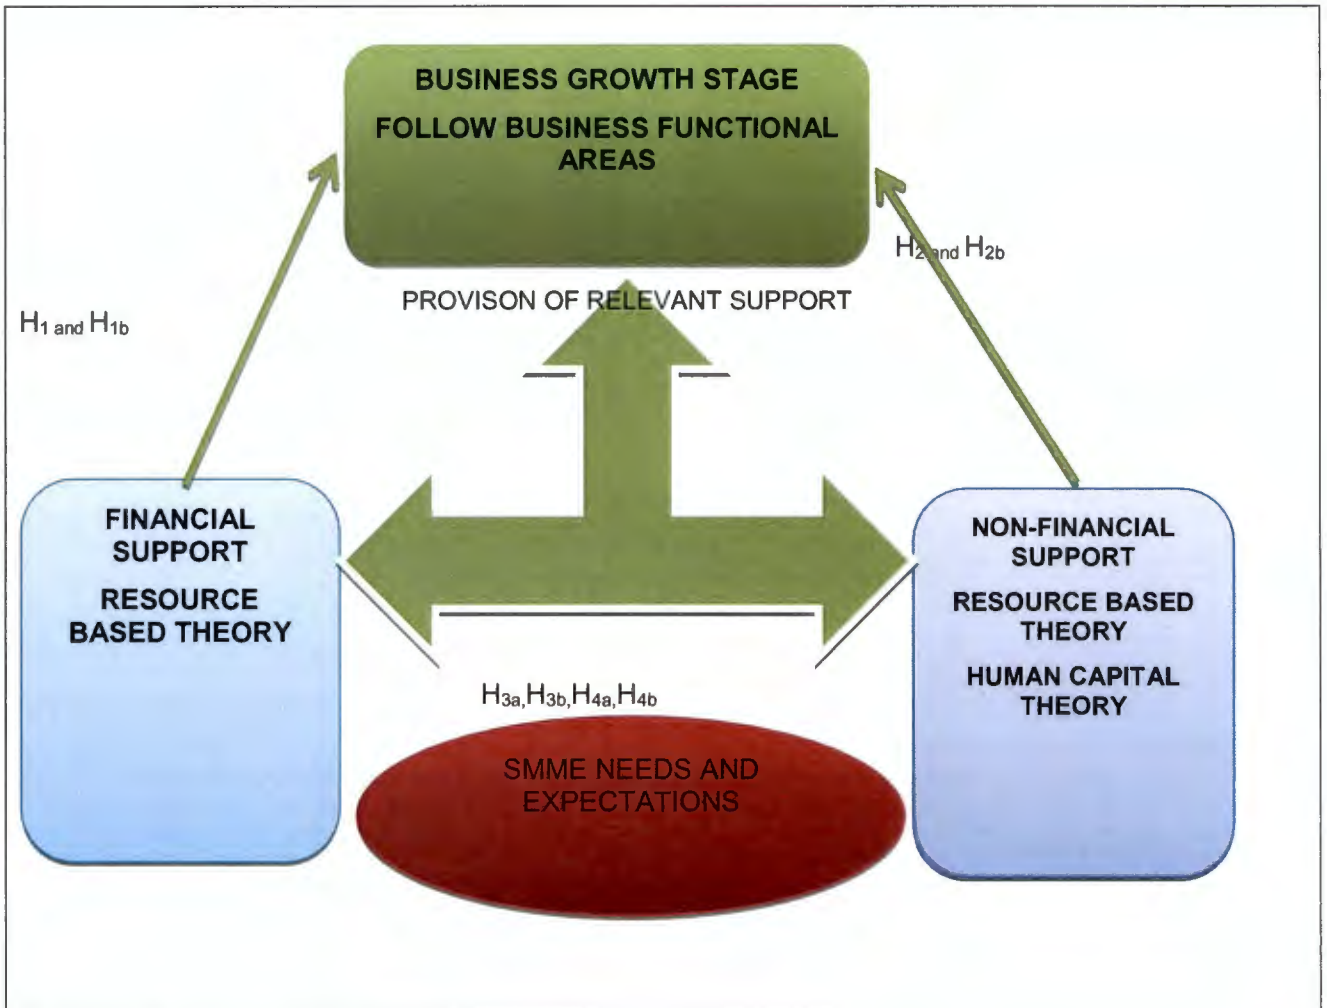 BUSINESS GROWTH STAGE
FOLLOW BUSINESS FUNCTIONAL
AREAS
H2 and H2b
PROVISON OF RELEVANT SUPPORT
H1 and H1b
FINANCIAL
SUPPORT
RESOURCE
BASED THEORY
NON-FINANCIAL
SUPPORT
RESOURCE BASED
THEORY
HUMAN CAPITAL
THEORY
H3a,H3b,H4a,H4b
SMME NEEDS AND
EXPECTATIONS